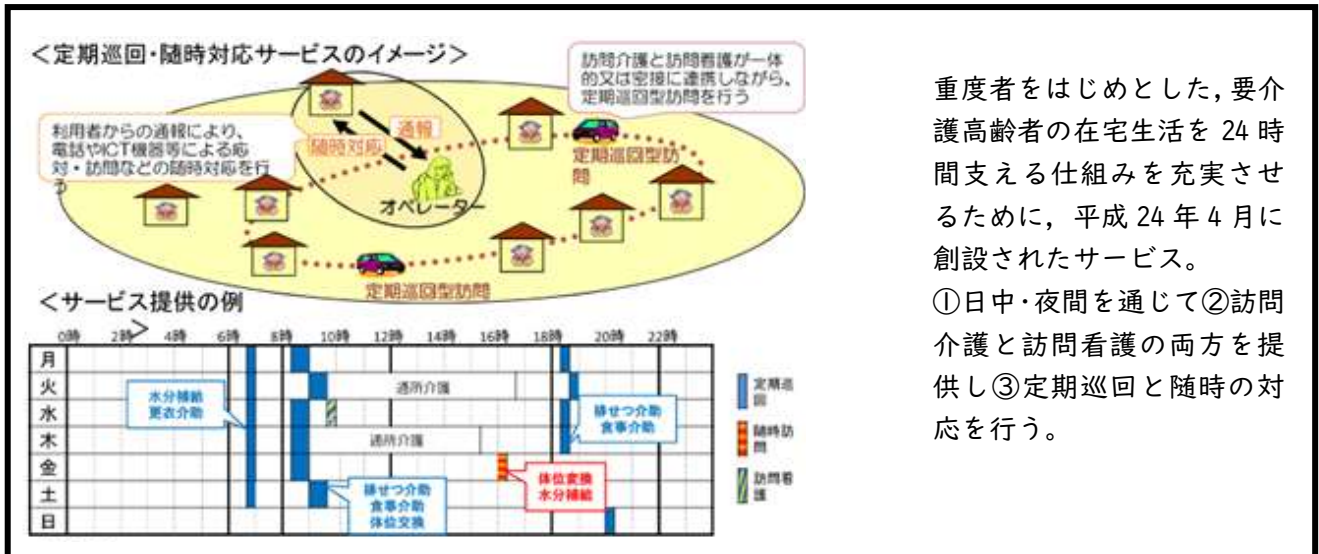 <定期巡回・随時対応サービスのイメージ>
訪問介護と訪問看護が一体
的又は密接に連携しながら、
定期巡回型訪問を行う
利用者からの通報により、
電話やICT機器等による応
対・訪問などの随時対応を行
う
通報
随時対応
オペレーター
定期巡回型訪
問
定期巡回型訪問
<サービス提供の例
>
0時 2時 4時 6時 8時 10時 12時 14時 16時 18時 20時 22時
月
火
水
木
金
土
日
水分補給
更衣介助
通所介護
通所介護
排せつ介助
食事介助
体位変換
水分補給
排せつ介助
食事介助
体位交換
定期巡
回
随時訪
問
訪問看
護
重度者をはじめとした,要介
護高齢者の在宅生活を 24 時
間支える仕組みを充実させ
るために，平成 24 年 4 月に
創設されたサービス。
①日中・夜間を通じて②訪問
介護と訪問看護の両方を提
供し③定期巡回と随時の対
応を行う。